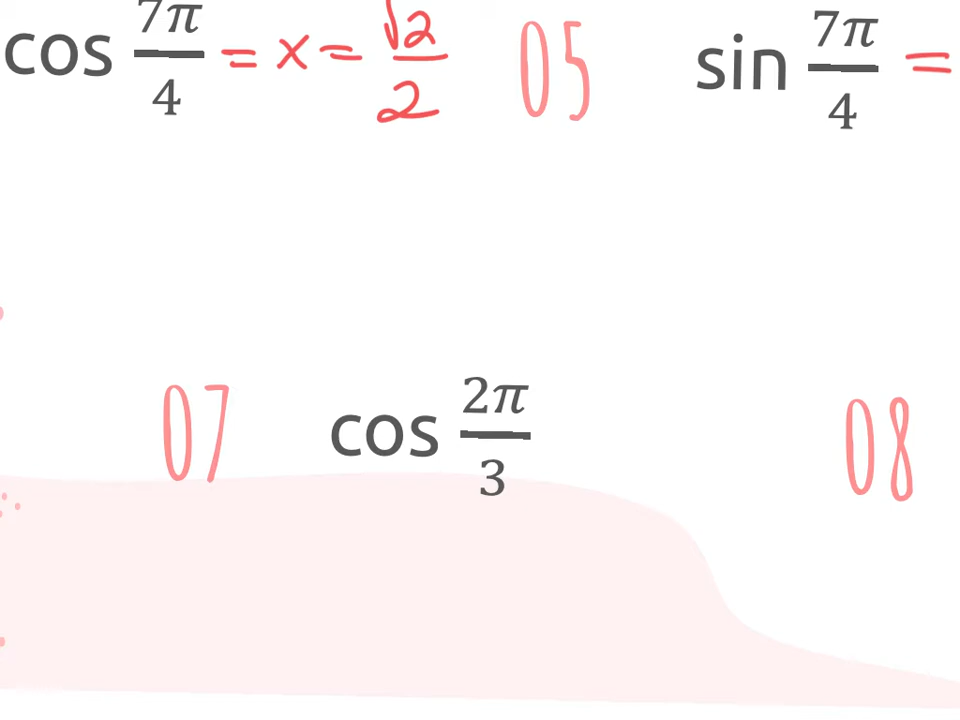 cos 7π/4 = x = √2/2 05 sin 7π/4 =
07 cos 2π/3 08